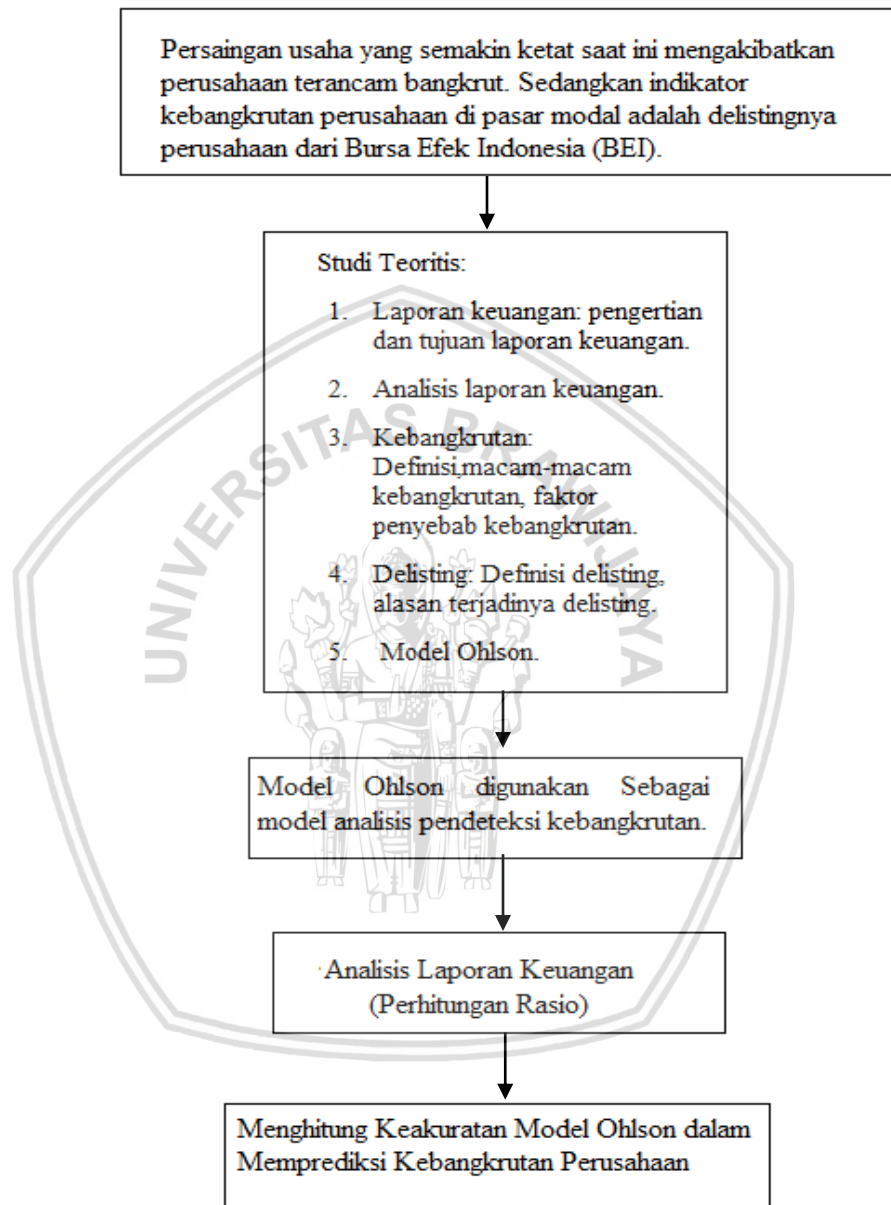 Persaingan usaha yang semakin ketat saat ini mengakibatkan
perusahaan terancam bangkrut. Sedangkan indikator
kebangkrutan perusahaan di pasar modal adalah delistingnya
perusahaan dari Bursa Efek Indonesia (BEI).
Studi Teoritis:
1. Laporan keuangan: pengertian
dan tujuan laporan keuangan.
2. Analisis laporan keuangan.
3. Kebangkrutan:
Definisi,macam-macam
kebangkrutan, faktor
penyebab kebangkrutan.
4. Delisting: Definisi delisting,
alasan terjadinya delisting.
5. Model Ohlson.
UNIVERSITAS BRAWIJAYA
Model Ohlson digunakan Sebagai
model analisis pendeteksi kebangkrutan.
Analisis Laporan Keuangan
(Perhitungan Rasio)
Menghitung Keakuratan Model Ohlson dalam
Memprediksi Kebangkrutan Perusahaan